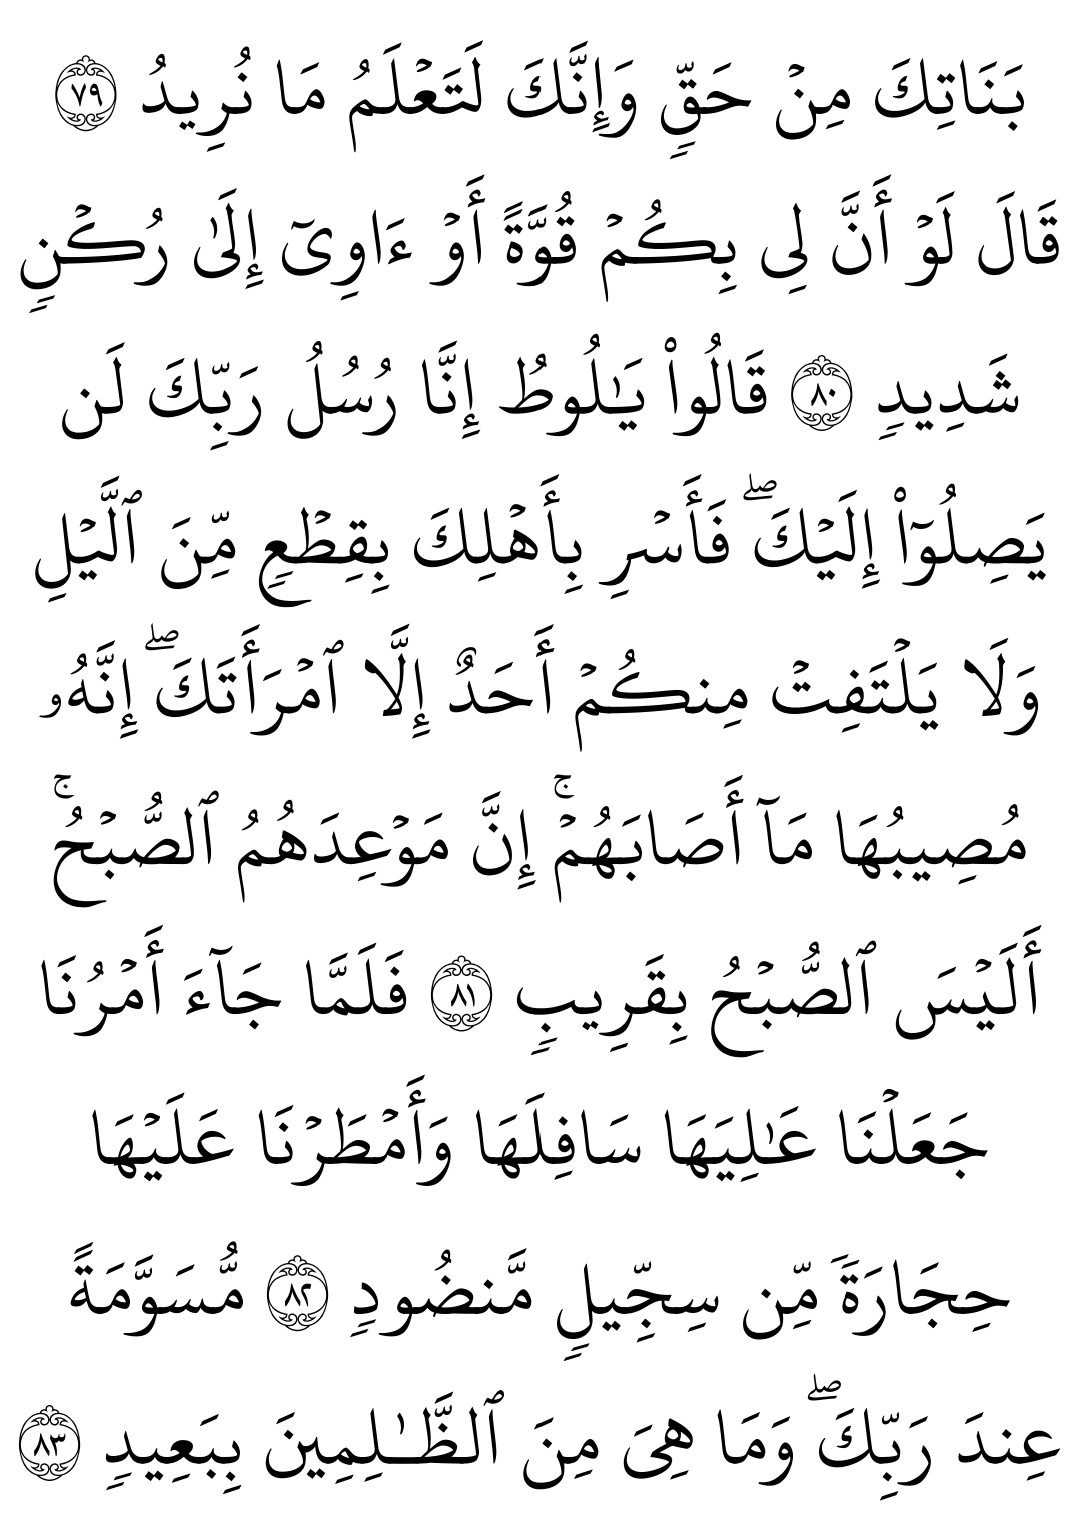 بَنَاتِكَ مِنۡ حَقّٖ وَإِنَّكَ لَتَعۡلَمُ مَا نُرِيدُ ٧٩
قَالَ لَوۡ أَنَّ لِي بِكُمۡ قُوَّةً أَوۡ ءَاوِيٓ إِلَىٰ رُكۡنٖ
شَدِيدٖ ٨٠ قَالُواْ يَٰلُوطُ إِنَّا رُسُلُ رَبِّكَ لَن
يَصِلُوٓاْ إِلَيۡكَۖ فَأَسۡرِ بِأَهۡلِكَ بِقِطۡعٖ مِّنَ ٱلَّيۡلِ
وَلَا يَلۡتَفِتۡ مِنكُمۡ أَحَدٌ إِلَّا ٱمۡرَأَتَكَۖ إِنَّهُۥ
مُصِيبُهَا مَآ أَصَابَهُمۡۚ إِنَّ مَوۡعِدَهُمُ ٱلصُّبۡحُۚ
أَلَيۡسَ ٱلصُّبۡحُ بِقَرِيبٖ ٨١ فَلَمَّا جَآءَ أَمۡرُنَا
جَعَلۡنَا عَٰلِيَهَا سَافِلَهَا وَأَمۡطَرۡنَا عَلَيۡهَا
حِجَارَةٗ مِّن سِجِّيلٖ مَّنضُودٖ ٨٢ مُّسَوَّمَةً
عِندَ رَبِّكَۖ وَمَا هِيَ مِنَ ٱلظَّٰلِمِينَ بِبَعِيدٖ ٨٣